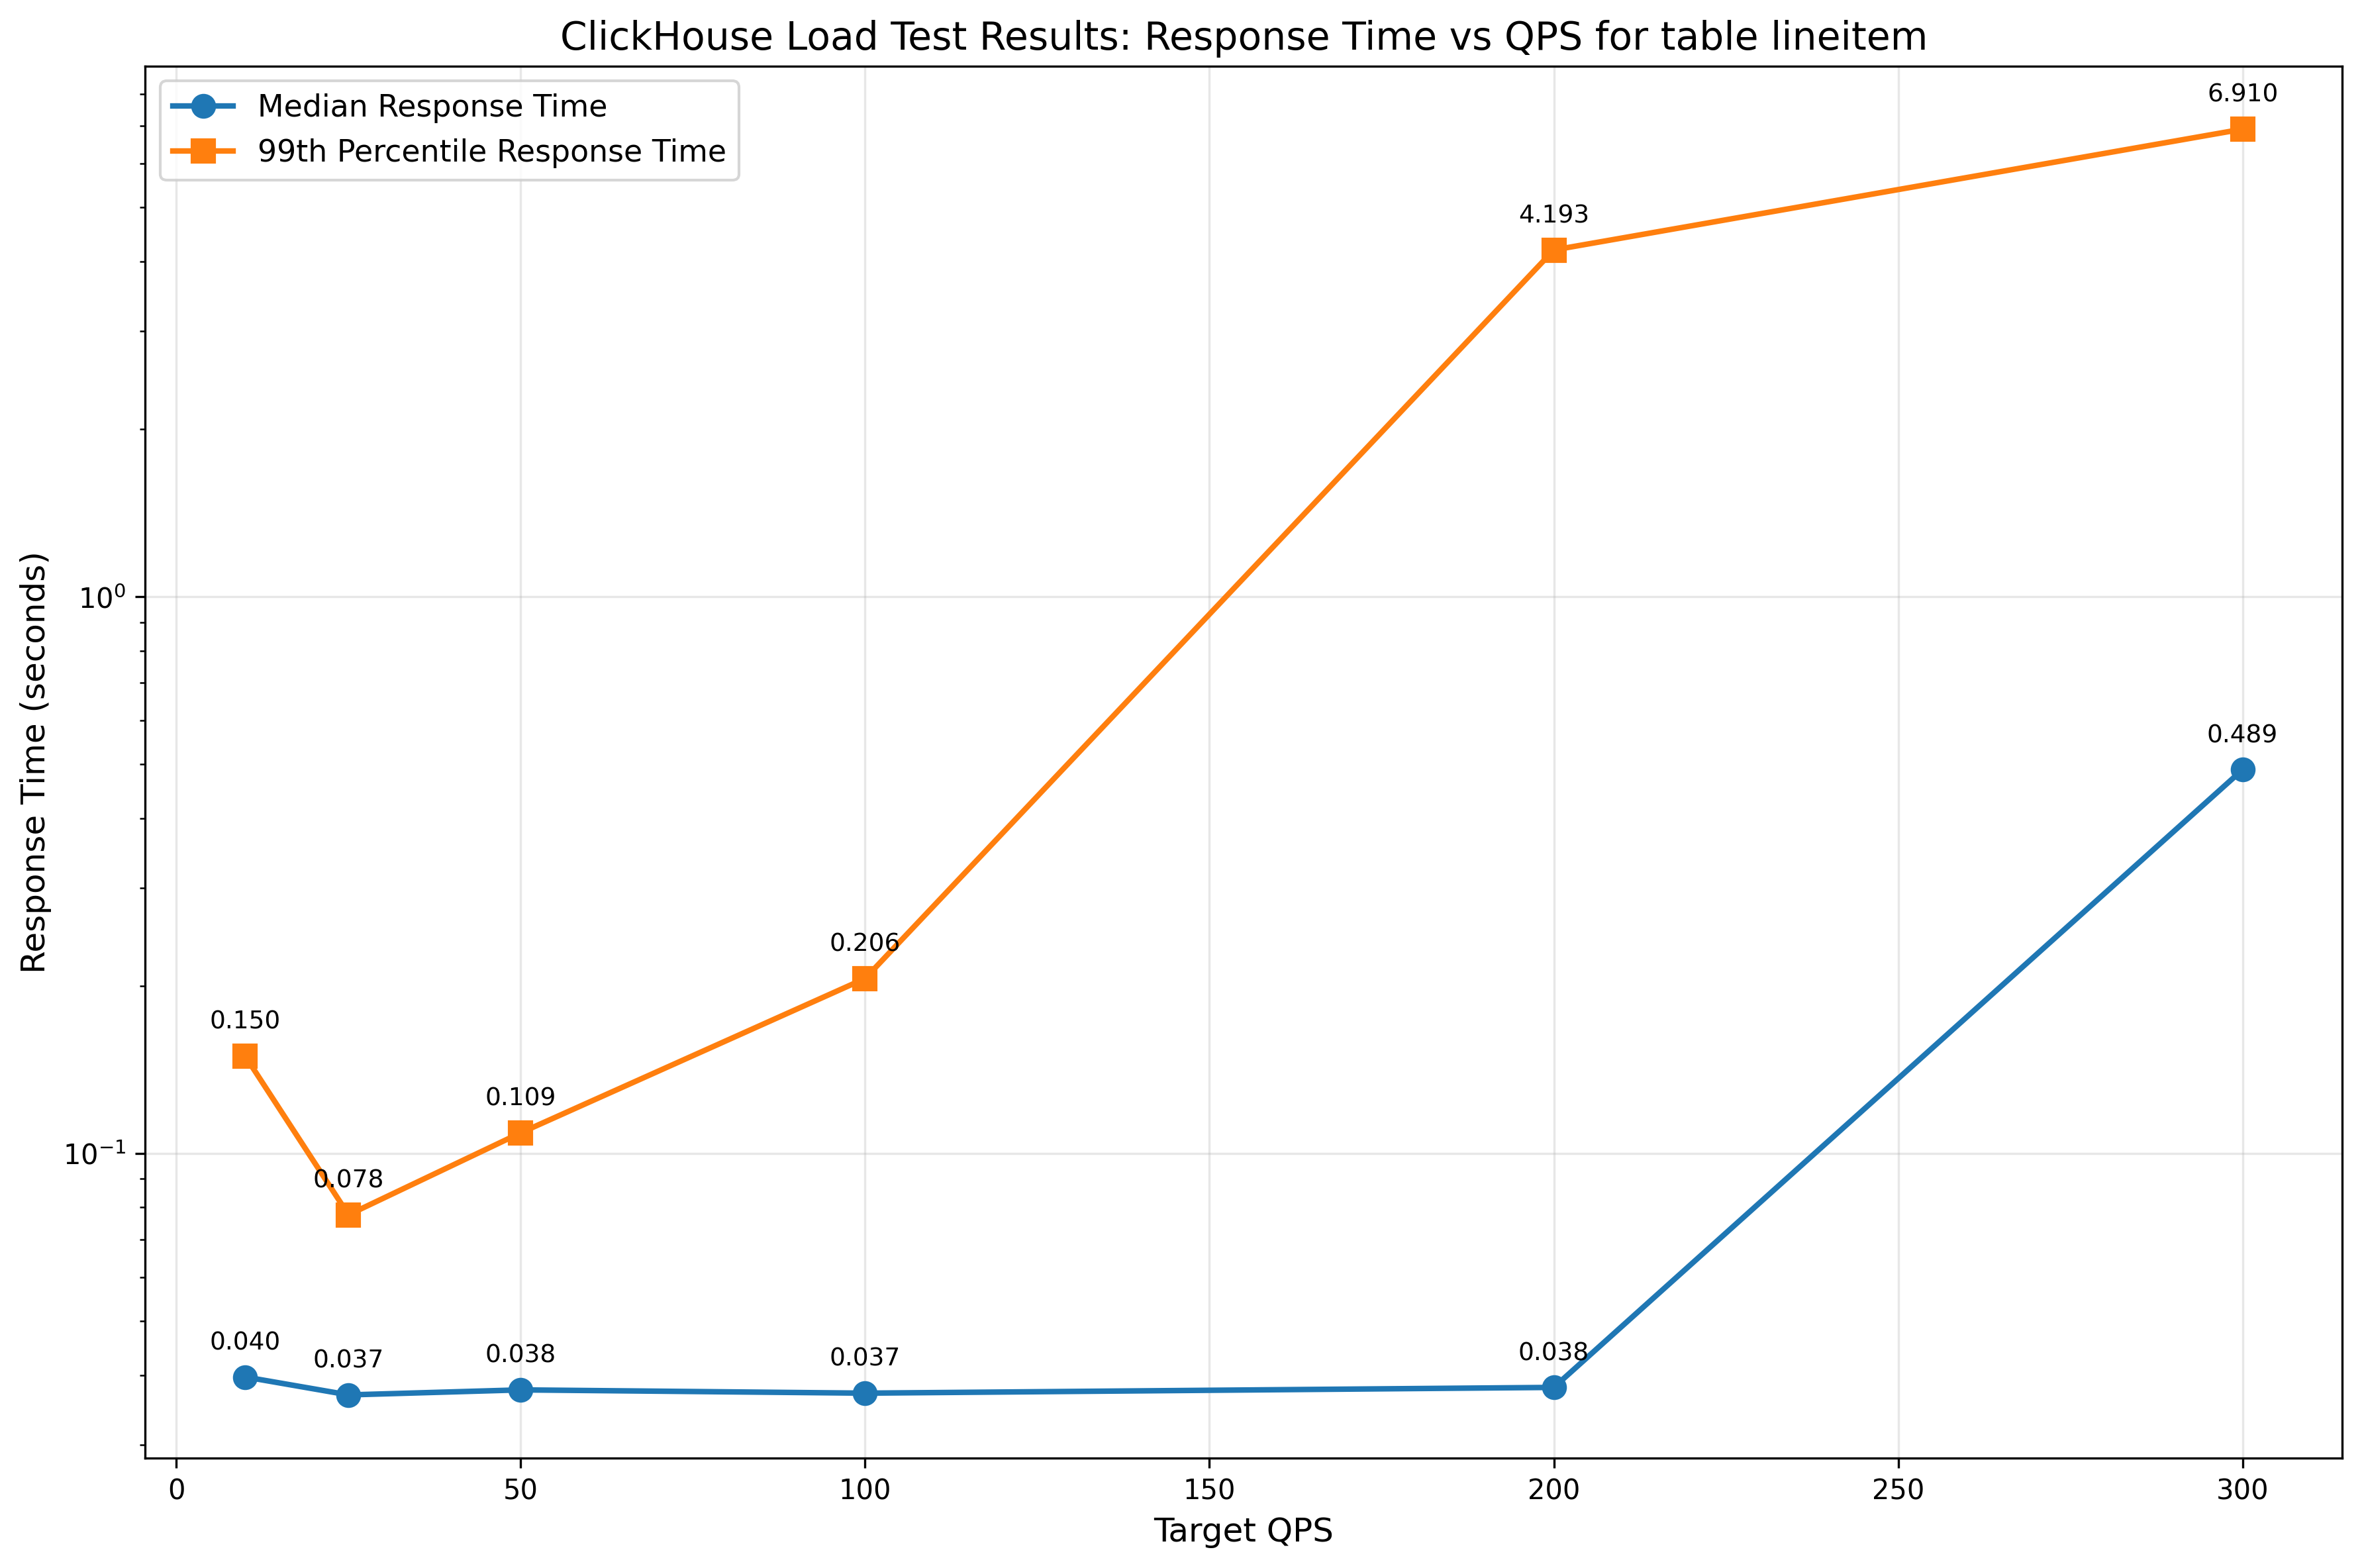 ClickHouse Load Test Results: Response Time vs QPS for table lineitem
Median Response Time
99th Percentile Response Time
6.910
4.193
0.489
0.206
0.150
0.109
0.078
0.040
0.037
0.038
0.037
0.038
10⁰
10⁻¹
Response Time (seconds)
0 50 100 150 200 250 300
Target QPS